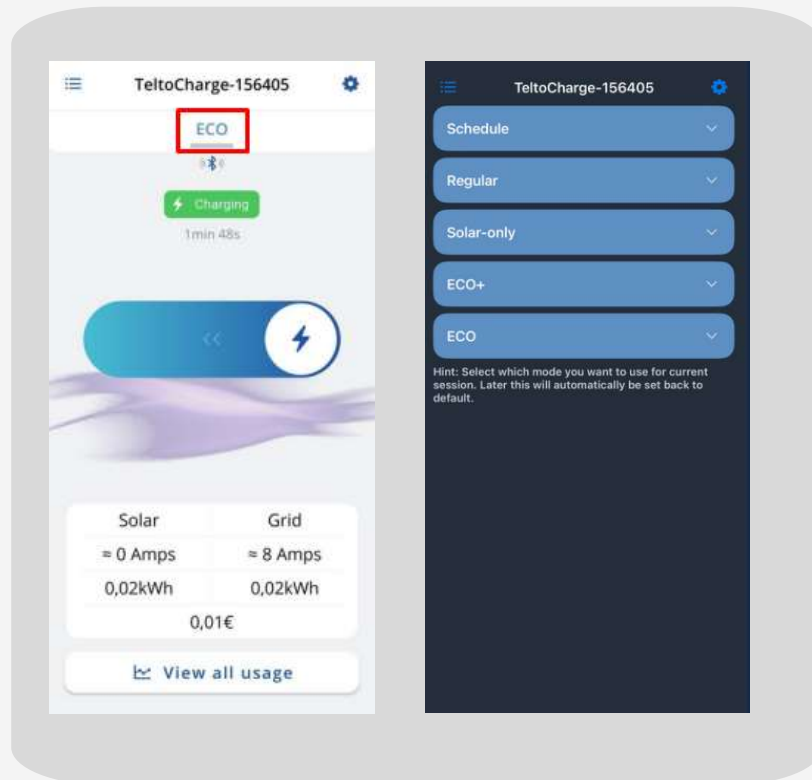 TeltoCharge-156405
ECO
Charging
1min 48s
Solar Grid
≈ 0 Amps ≈ 8 Amps
0,02kWh 0,02kWh
0,01€
View all usage
TeltoCharge-156405
Schedule
Regular
Solar-only
ECO+
ECO
Hint: Select which mode you want to use for current
session. Later this will automatically be set back to
default.